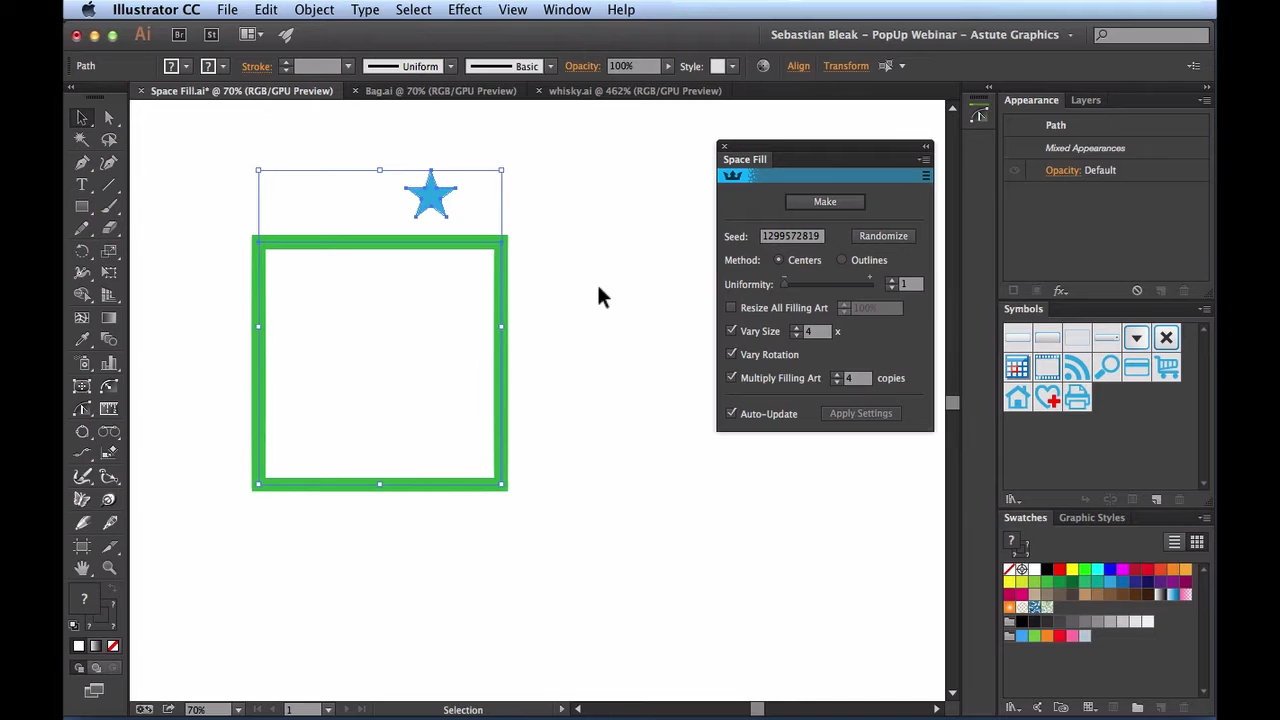 Illustrator CC File Edit Object Type Select Effect View Window Help
Ai Br St Sebastian Bleak – PopUp Webinar – Astute Graphics
Path ? ? Stroke: Uniform Basic Opacity: 100% Style: Align Transform
Space Fill.ai* @ 70% (RGB/GPU Preview) Bag.ai @ 70% (RGB/GPU Preview) whisky.ai @ 462% (RGB/GPU Preview)
Appearance Layers
Path
Mixed Appearances
Opacity: Default
fx
Space Fill
Make
Seed: 1299572819 Randomize
Method: Centers Outlines
Uniformity: − + 1
Resize All Filling Art 100%
Vary Size 4 x
Vary Rotation
Multiply Filling Art 4 copies
Auto-Update Apply Settings
Symbols
Swatches Graphic Styles
?
?
?
?
? ?
70% 1 Selection